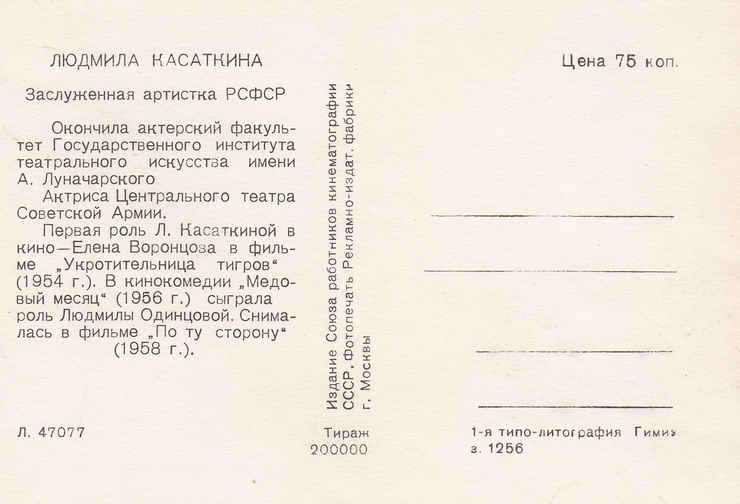 ЛЮДМИЛА КАСАТКИНА
Заслуженная артистка РСФСР
Окончила актерский факуль-
тет Государственного института
театрального искусства имени
А. Луначарского
Актриса Центрального театра
Советской Армии.
Первая роль Л. Касаткиной в
кино—Елена Воронцова в филь-
ме „Укротительница тигров“
(1954 г.). В кинокомедии „Медо-
вый месяц“ (1956 г.) сыграла
роль Людмилы Одинцовой. Снима-
лась в фильме „По ту сторону“
(1958 г.).
Л. 47077
Издание Союза работников кинематографии
СССР. Фотопечать Рекламно-издат. фабрики
г. Москвы
Тираж
200000
Цена 75 коп.
1-я типо-литография Гимиз
з. 1256